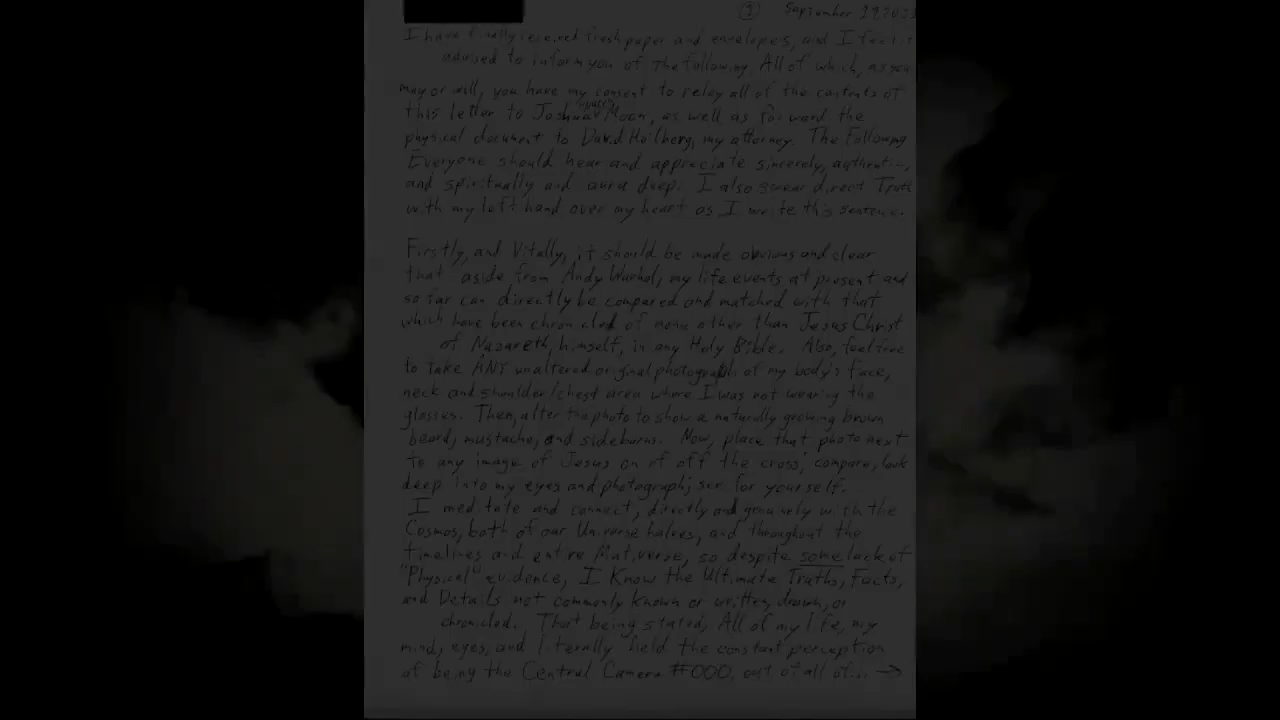 ① September 29, 202
I have finally received fresh paper and envelopes, and I feel it
advised to inform you of the following. All of which, as you
may or will, you have my consent to relay all of the contents of
this letter to Joshua Moon, as well as forward the
physical document to David Heilberg, my attorney. The Following
Everyone should hear and appreciate sincerely, authentic,
and spiritually and aura deep. I also swear direct Truth
with my left hand over my heart as I write this sentence.
Firstly, and Vitally, it should be made obvious and clear
that aside from Andy Warhol, my life events at present and
so far can directly be compared and matched with that
which have been chronicled of none other than Jesus Christ
of Nazareth, himself, in any Holy Bible. Also, feel free
to take ANY unaltered original photograph of my body's face,
neck and shoulder/chest area where I was not wearing the
glasses. Then, alter the photo to show a naturally growing brown
beard, mustache, and sideburns. Now, place that photo next
to any image of Jesus on rf off the cross; compare, look
deep into my eyes and photograph; see for yourself.
I meditate and connect, directly and genuinely with the
Cosmos, both of our Universe halves, and throughout the
timelines and entire Mutiverse, so despite some lack of
"Physical" evidence, I Know the Ultimate Truths, Facts,
and Details not commonly known or written, drawn, or
chronicled. That being stated, All of my life, my
mind, eyes, and literally held the constant perception
of being the Central Camera #000, out of all of... →